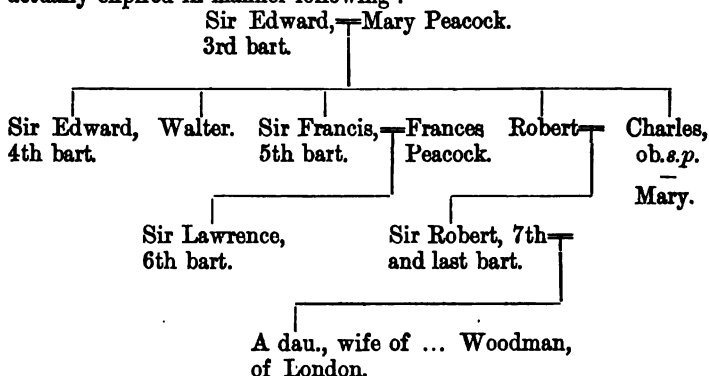 actually expired in manner following :
Sir Edward,=Mary Peacock.
3rd bart.
Sir Edward, Walter. Sir Francis,=Frances Robert= Charles,
4th bart. 5th bart. Peacock. ob.s.p.
—
Mary.
Sir Lawrence, Sir Robert, 7th=
6th bart. and last bart.
A dau., wife of ... Woodman,
of London.